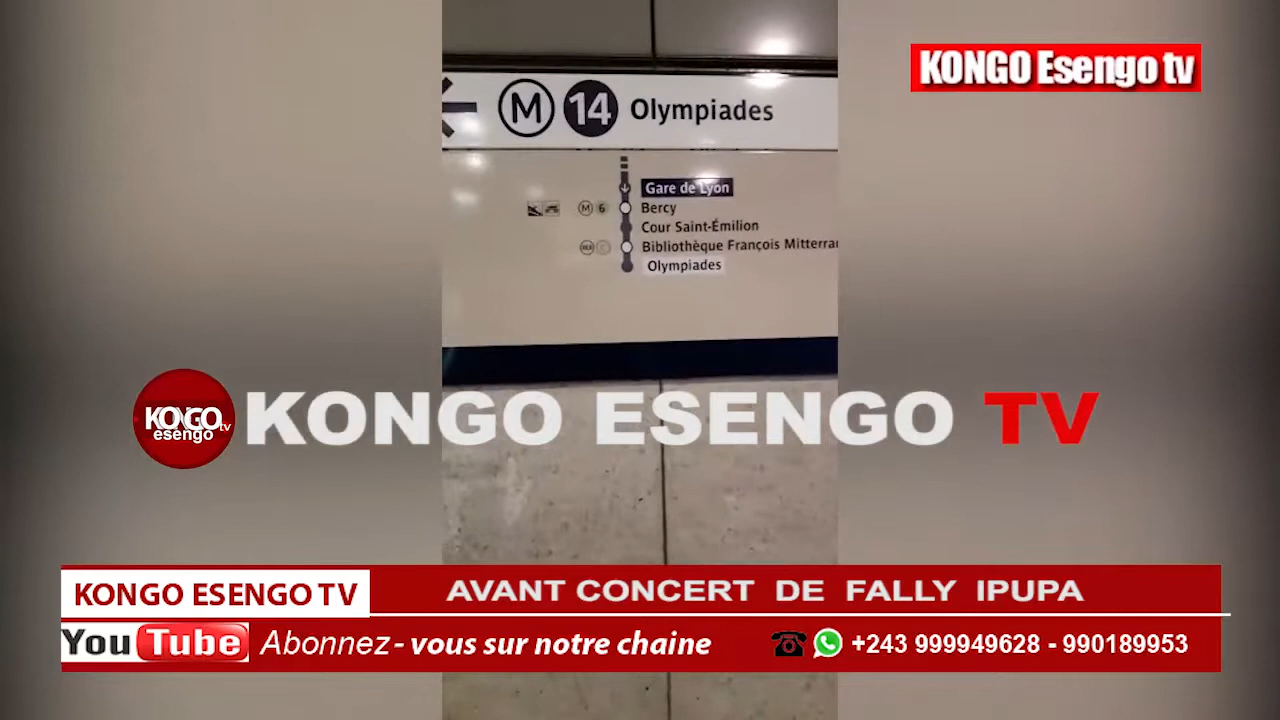 KONGO Esengo tv
M 14 Olympiades
Gare de Lyon
M 6 Bercy
Cour Saint-Émilion
RER C Bibliothèque François
Olympiades
KONGO tv
esengo
KONGO ESENGO TV
KONGO ESENGO TV
AVANT CONCERT DE FALLY IPUPA
YouTube Abonnez-vous sur notre chaine
+243 999949628 - 990189953